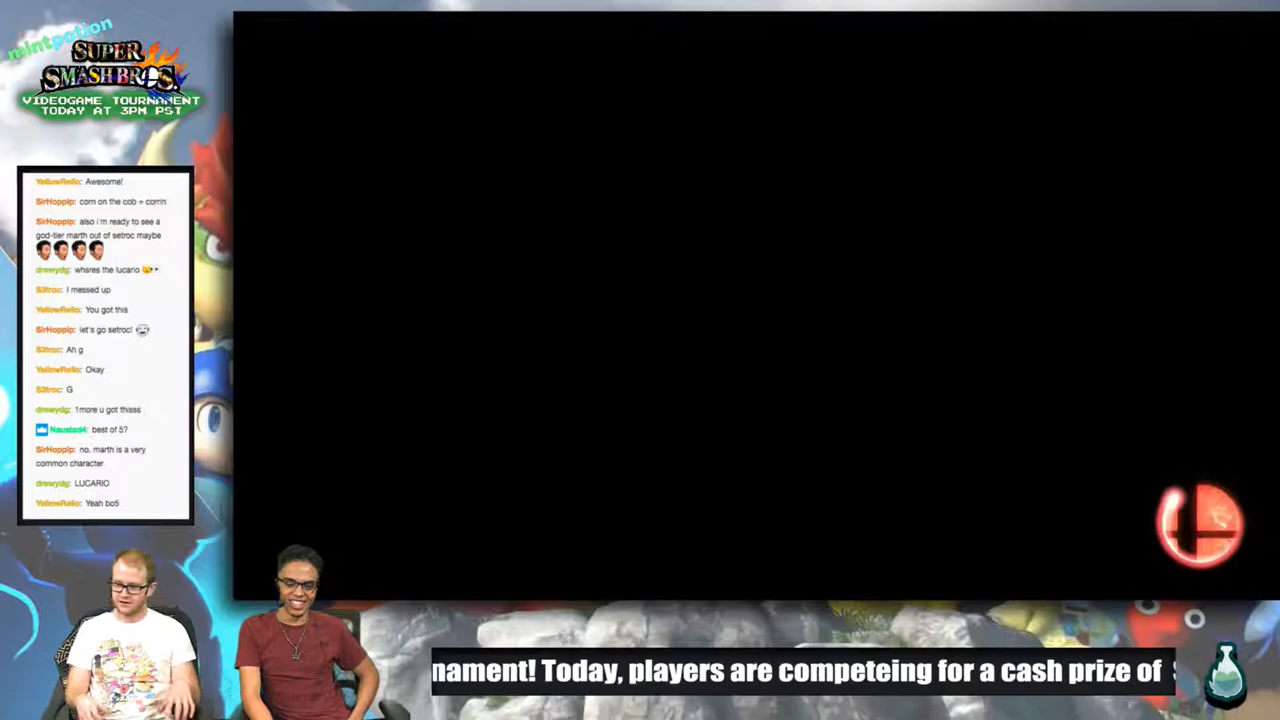 mintpotion
SUPER
SMASH BROS.
VIDEOGAME TOURNAMENT
TODAY AT 3PM PST
YellowRello: Awesome!
SirHoppip: corn on the cob = corrin
SirHoppip: also i'm ready to see a
god-tier marth out of setroc maybe
drewydg: whsres the lucario
S3troc: I messed up
YellowRello: You got this
SirHoppip: let's go setroc!
S3troc: Ah g
YellowRello: Okay
S3troc: G
drewydg: 1more u got thisss
Naustad4: best of 5?
SirHoppip: no, marth is a very
common character
drewydg: LUCARIO
YellowRello: Yeah bo5
nament! Today, players are competeing for a cash prize of